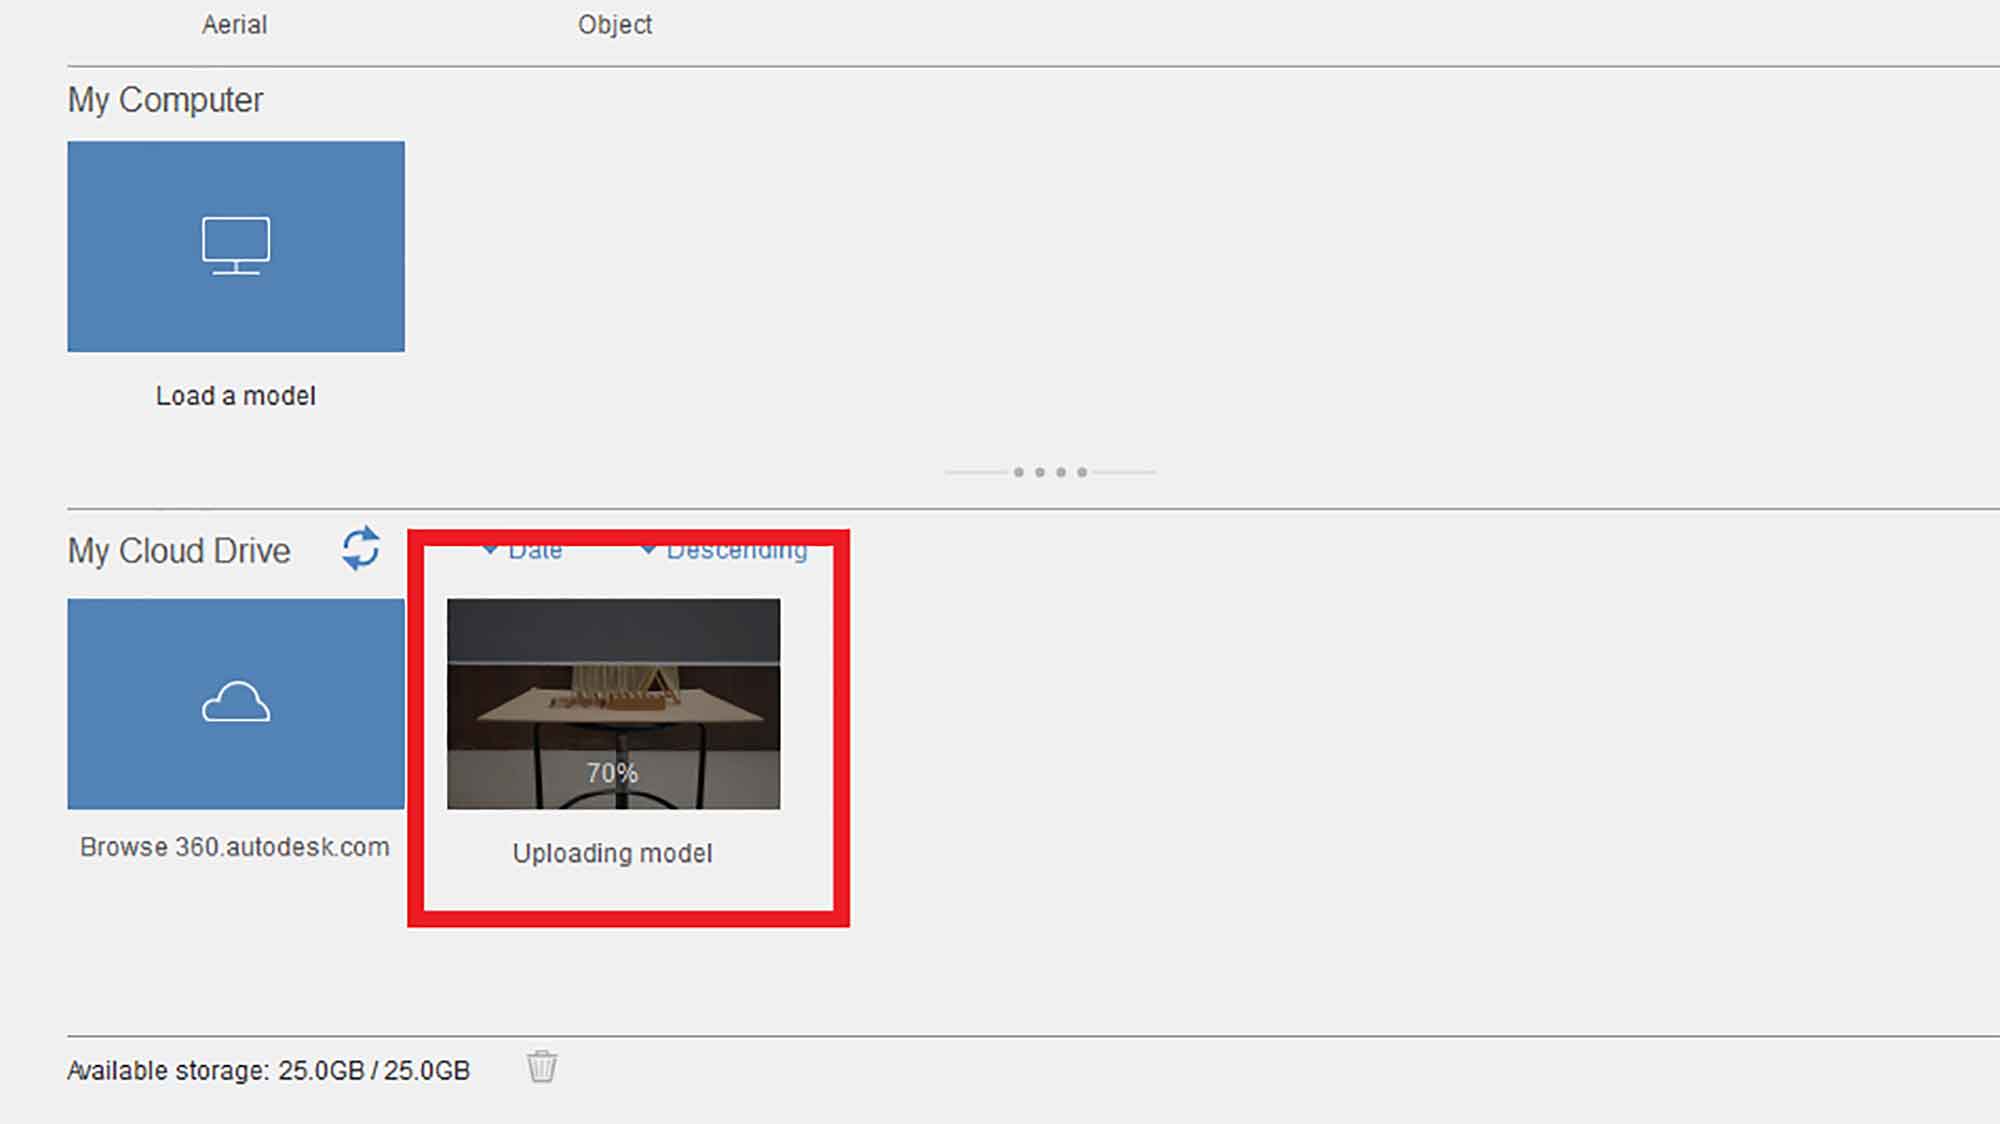 Aerial
Object
My Computer
Load a model
My Cloud Drive
Date
Descending
70%
Uploading model
Browse 360.autodesk.com
Available storage: 25.0GB / 25.0GB